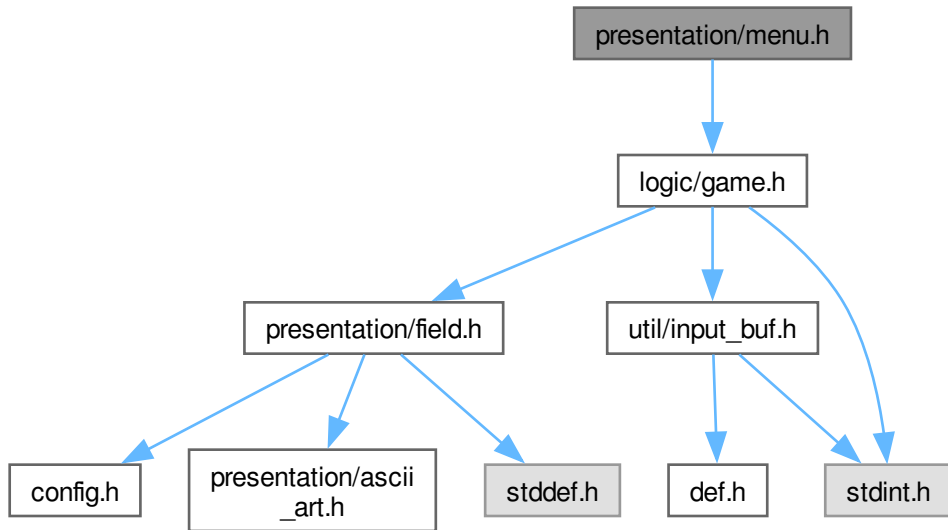 presentation/menu.h
logic/game.h
presentation/field.h
util/input_buf.h
config.h
presentation/ascii
_art.h
stddef.h
def.h
stdint.h